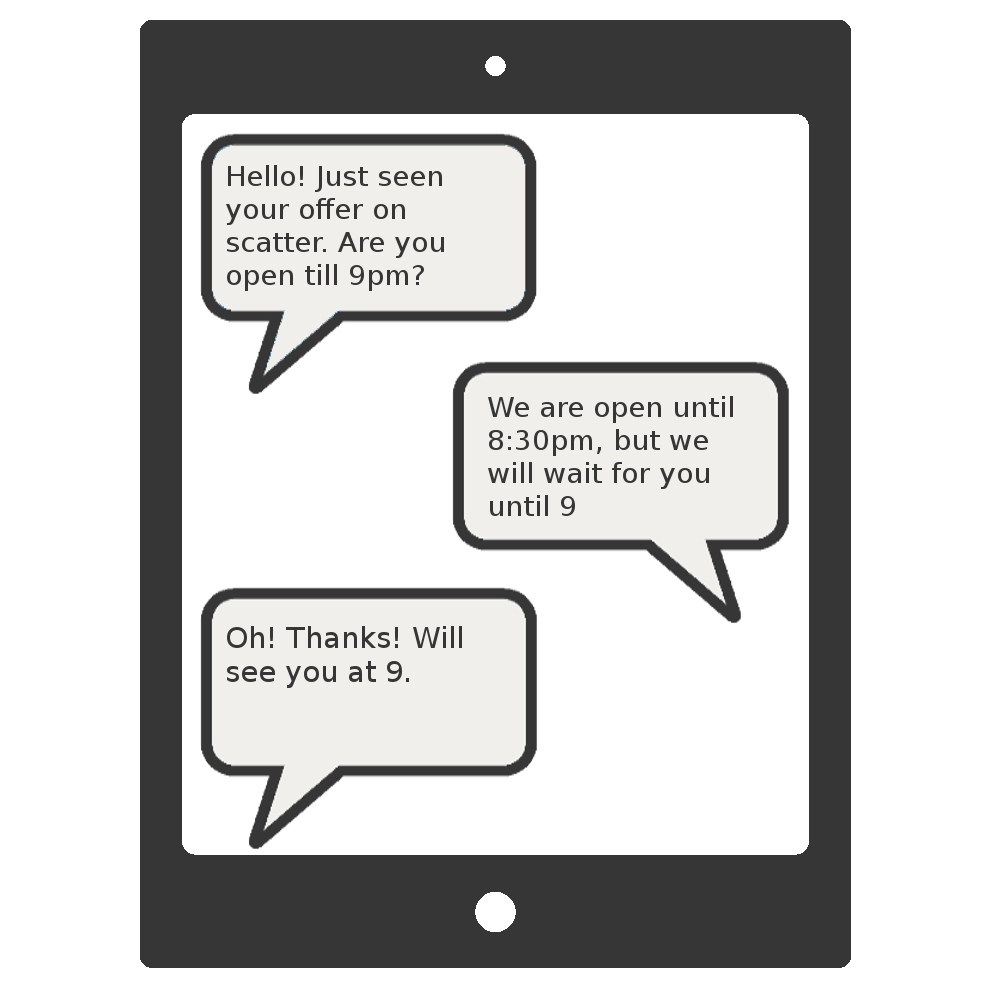 Hello! Just seen
your offer on
scatter. Are you
open till 9pm?
We are open until
8:30pm, but we
will wait for you
until 9
Oh! Thanks! Will
see you at 9.